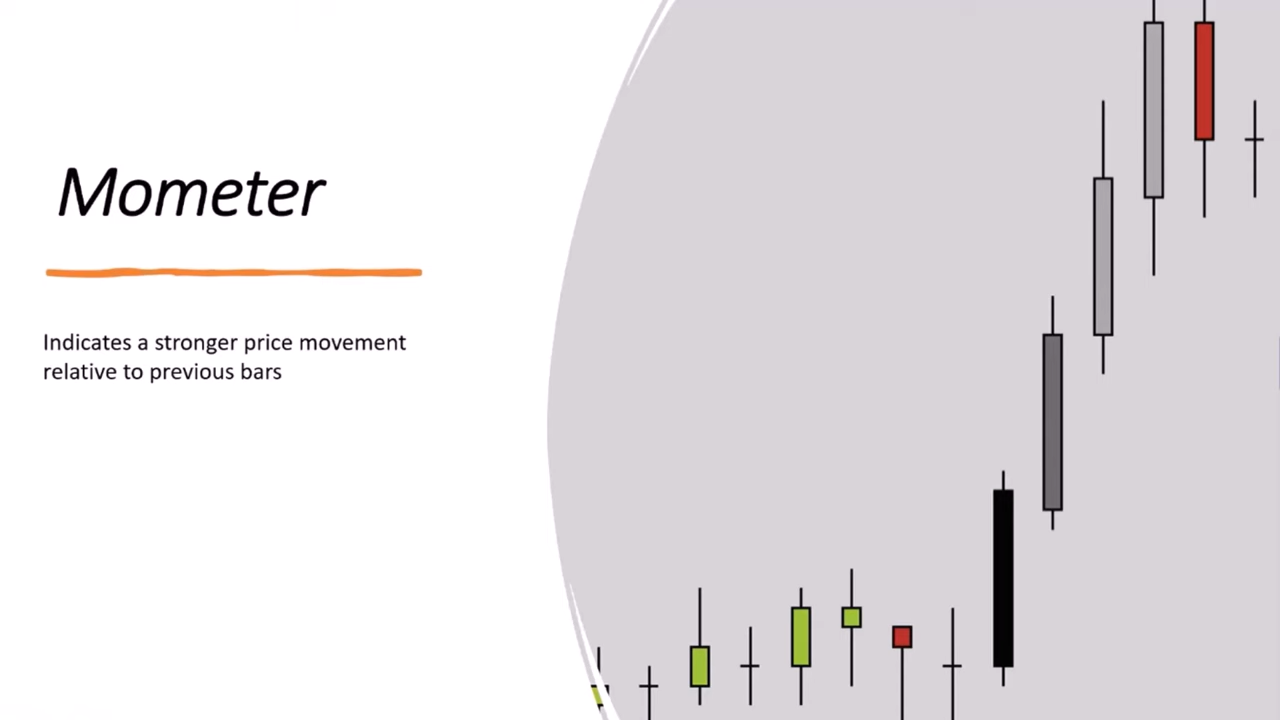 Mometer
Indicates a stronger price movement
relative to previous bars